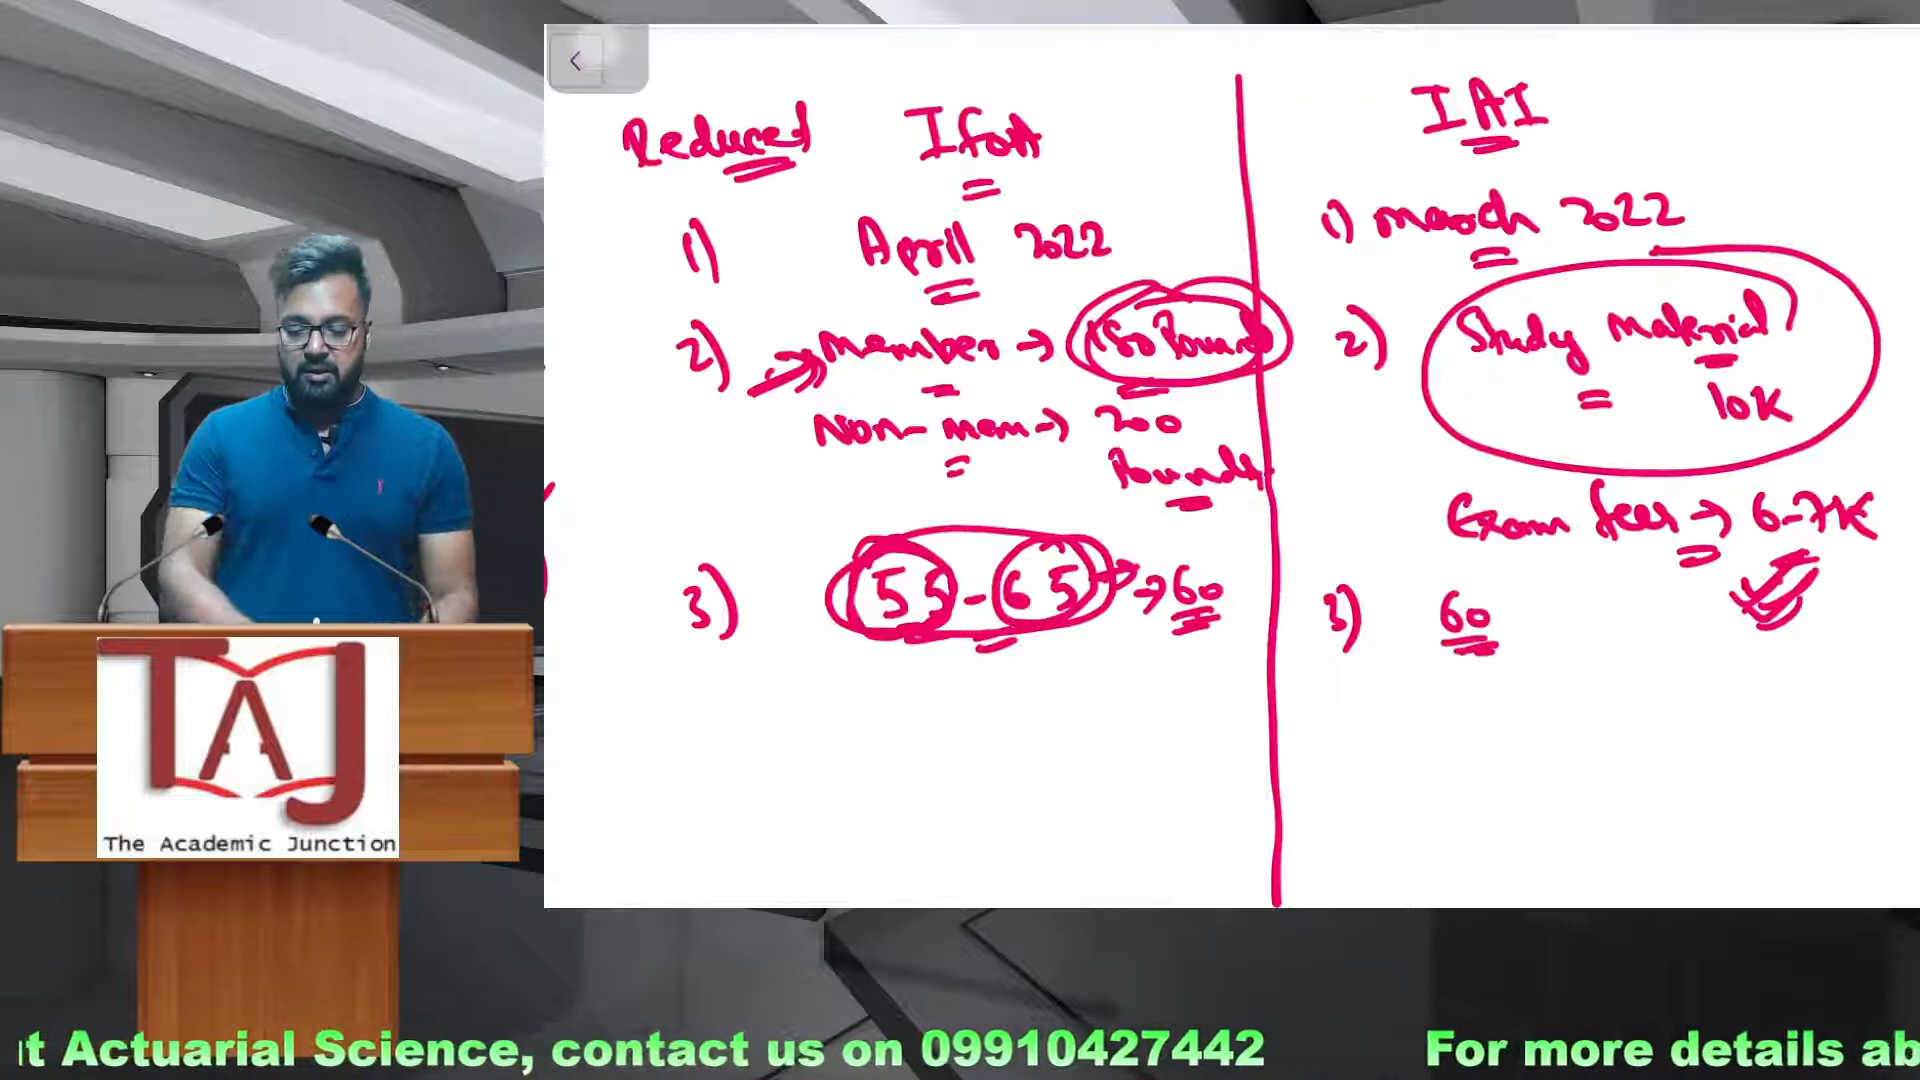 Reduced IfoA
1) April 2022
2) Member → Pounds
Non-mem → 200
Pounds
3) 55-65 → 60
IAI
1) March 2022
2) Study Material
10K
Exam fees → 6-7K
3) 60
TAJ
The Academic Junction
t Actuarial Science, contact us on 09910427442 For more details ab